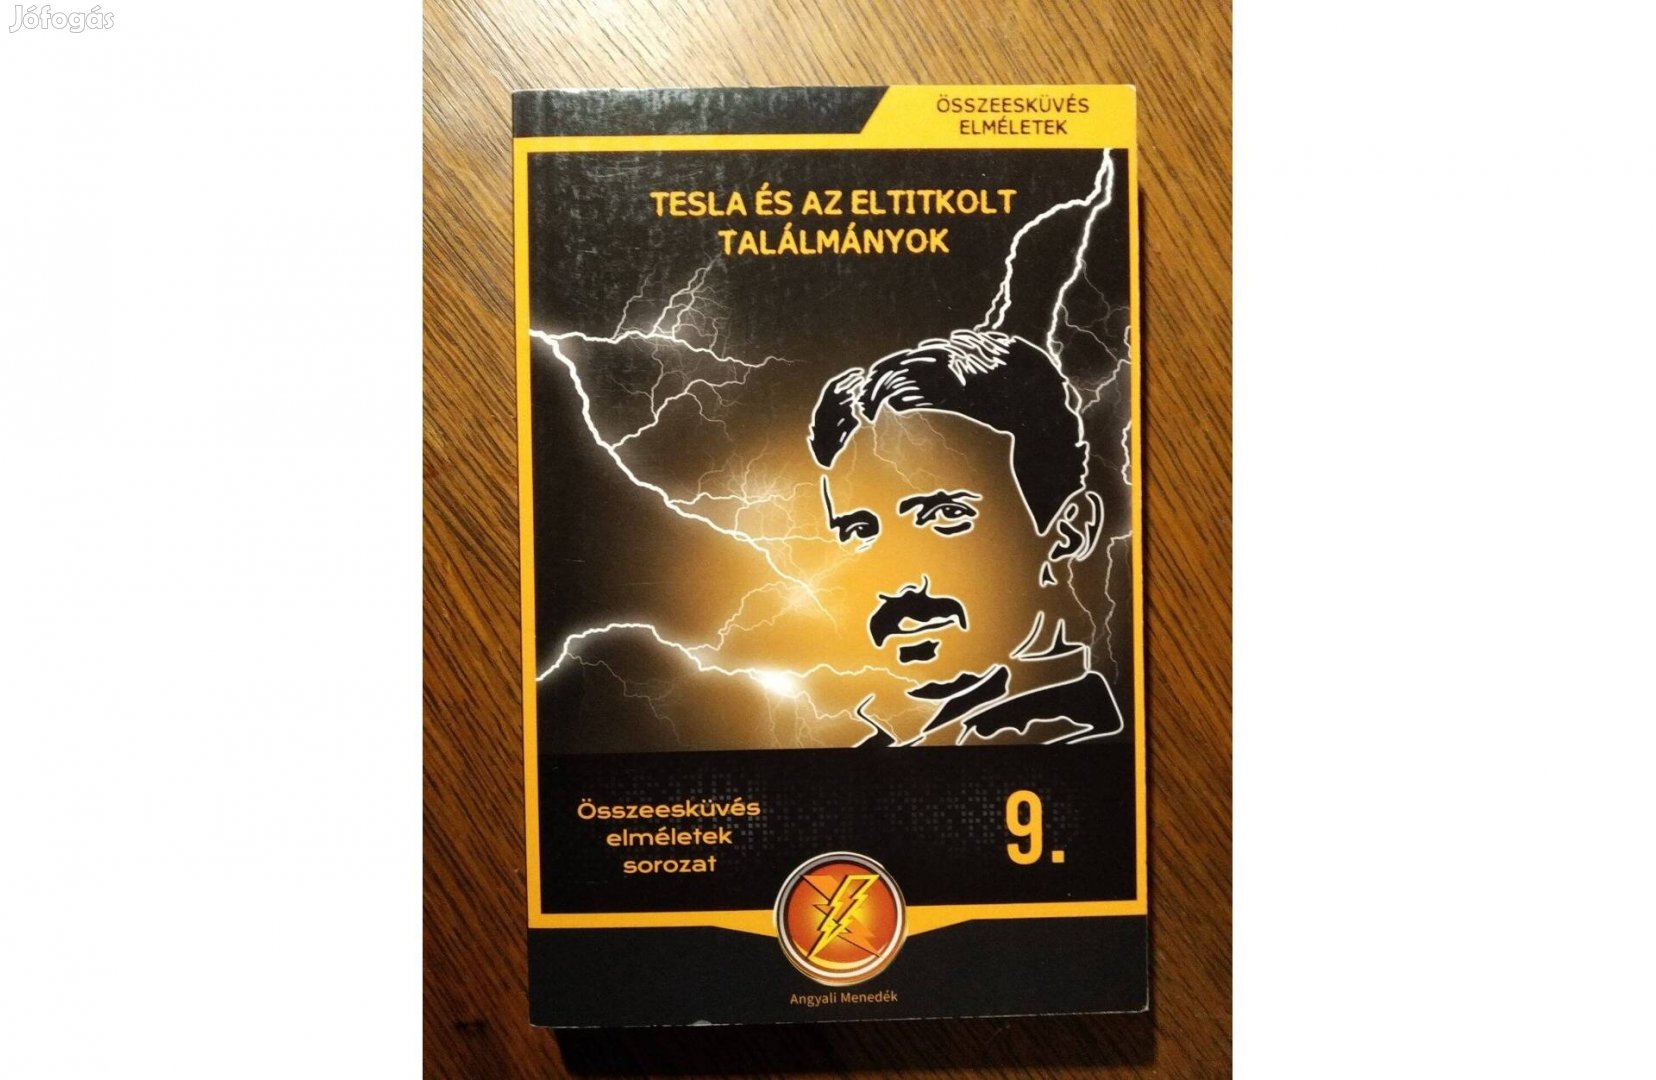 Jófogás
ÖSSZEESKÜVÉS
ELMÉLETEK
TESLA ÉS AZ ELTITKOLT
TALÁLMÁNYOK
Összeesküvés
elméletek
sorozat
9.
Angyali Menedék